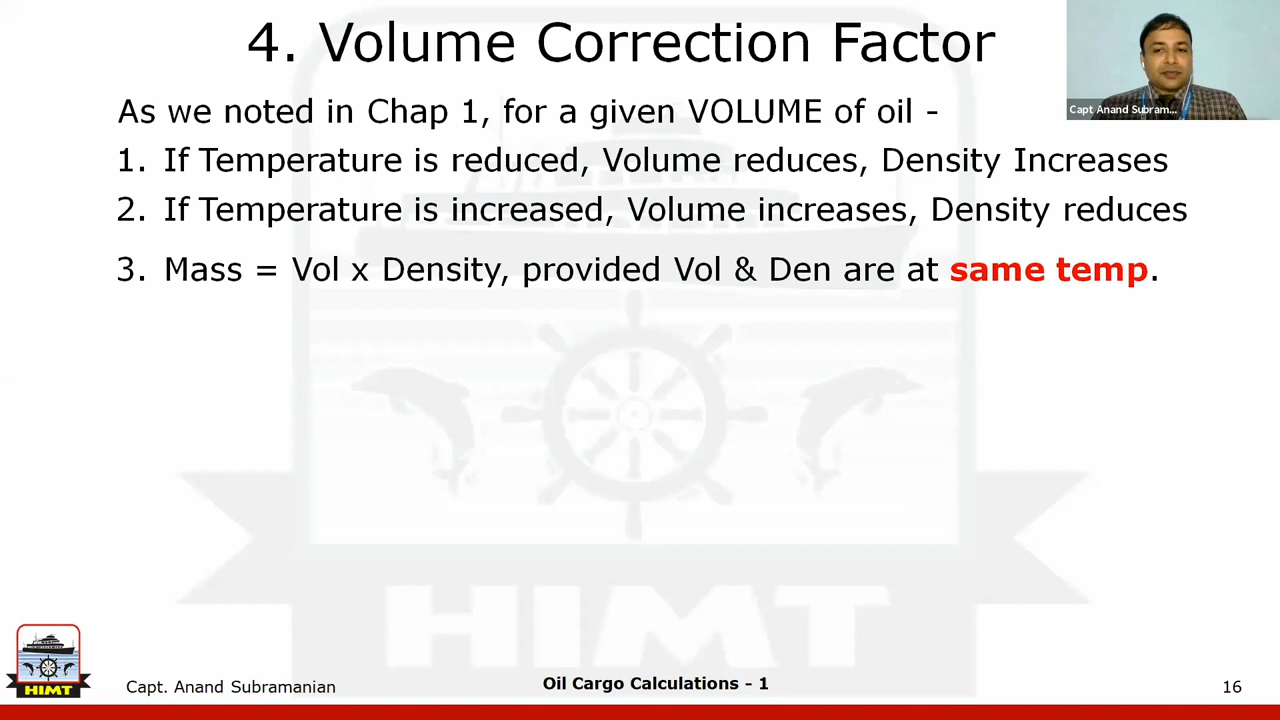 4. Volume Correction Factor
Capt Anand Subram...
As we noted in Chap 1, for a given VOLUME of oil -
1. If Temperature is reduced, Volume reduces, Density Increases
2. If Temperature is increased, Volume increases, Density reduces
3. Mass = Vol x Density, provided Vol & Den are at same temp.
HIMT
HIMT
Capt. Anand Subramanian
Oil Cargo Calculations - 1
16